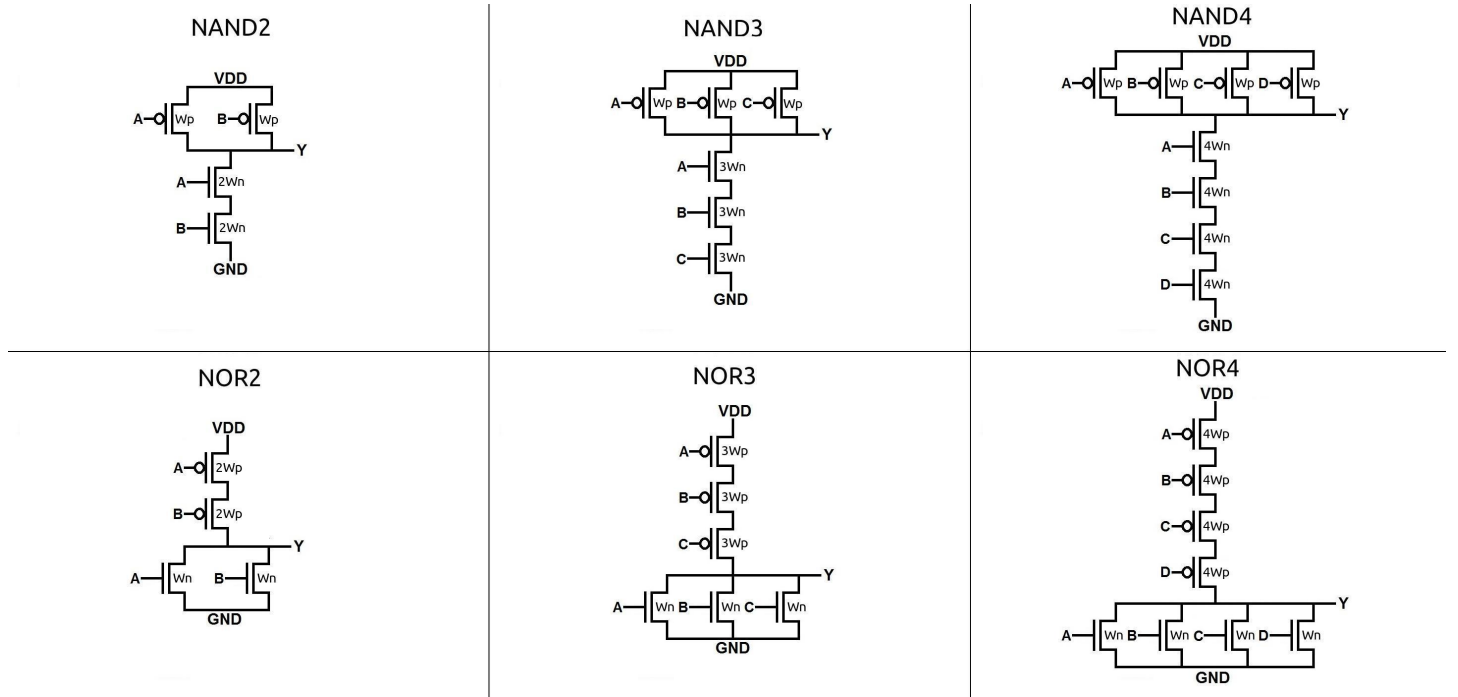 NAND2
VDD
A Wp B Wp
Y
A 2Wn
B 2Wn
GND
NAND3
VDD
A Wp B Wp C Wp
Y
A 3Wn
B 3Wn
C 3Wn
GND
NAND4
VDD
A Wp B Wp C Wp D Wp
Y
A 4Wn
B 4Wn
C 4Wn
D 4Wn
GND
NOR2
VDD
A 2Wp
B 2Wp
Y
A Wn B Wn
GND
NOR3
VDD
A 3Wp
B 3Wp
C 3Wp
Y
A Wn B Wn C Wn
GND
NOR4
VDD
A 4Wp
B 4Wp
C 4Wp
D 4Wp
Y
A Wn B Wn C Wn D Wn
GND